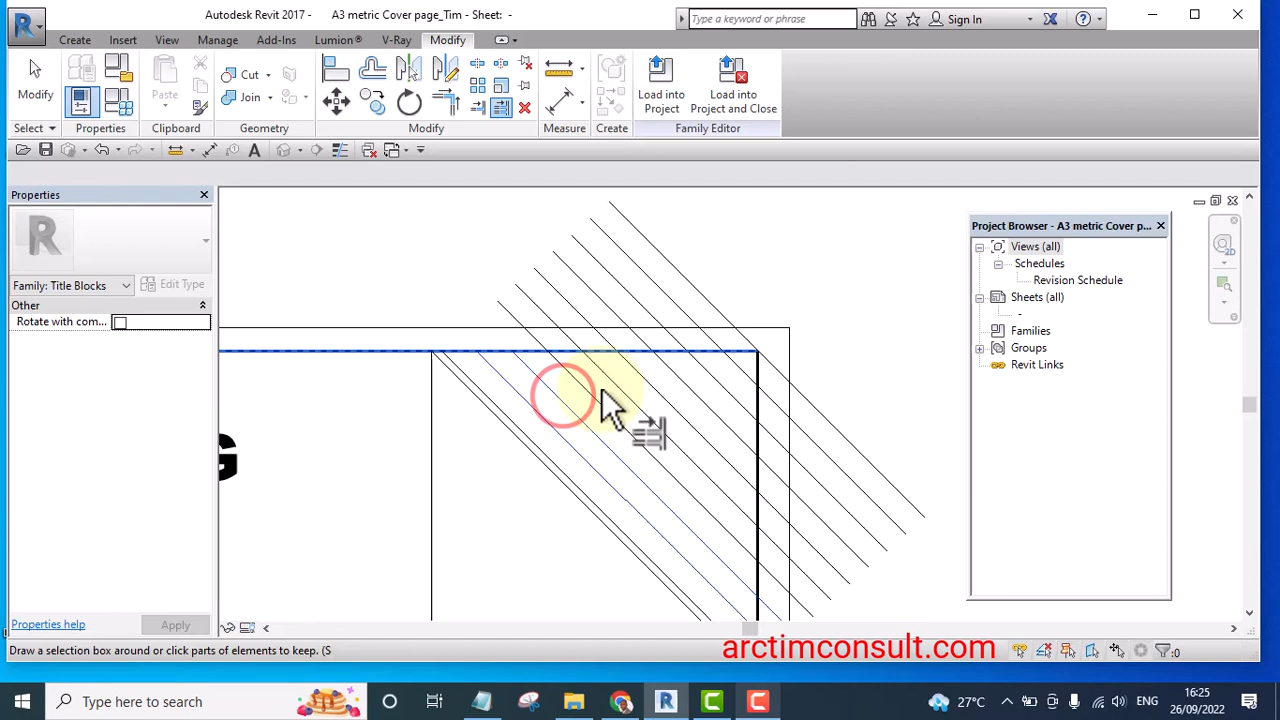 Autodesk Revit 2017 - A3 metric Cover page_Tim - Sheet: -
Type a keyword or phrase
Sign In
Create Insert View Manage Add-Ins Lumion® V-Ray Modify
Modify
Paste
Cut
Join
Load into Project
Load into Project and Close
Select Properties Clipboard Geometry Modify Measure Create Family Editor
Properties
Family: Title Blocks
Edit Type
Other
Rotate with com...
Properties help
Apply
G
Project Browser - A3 metric Cover p...
Views (all)
Schedules
Revision Schedule
Sheets (all)
-
Families
Groups
Revit Links
2D
Draw a selection box around or click parts of elements to keep. (S
:0
arctimconsult.com
Type here to search
27°C
ENG
16:25
26/09/2022